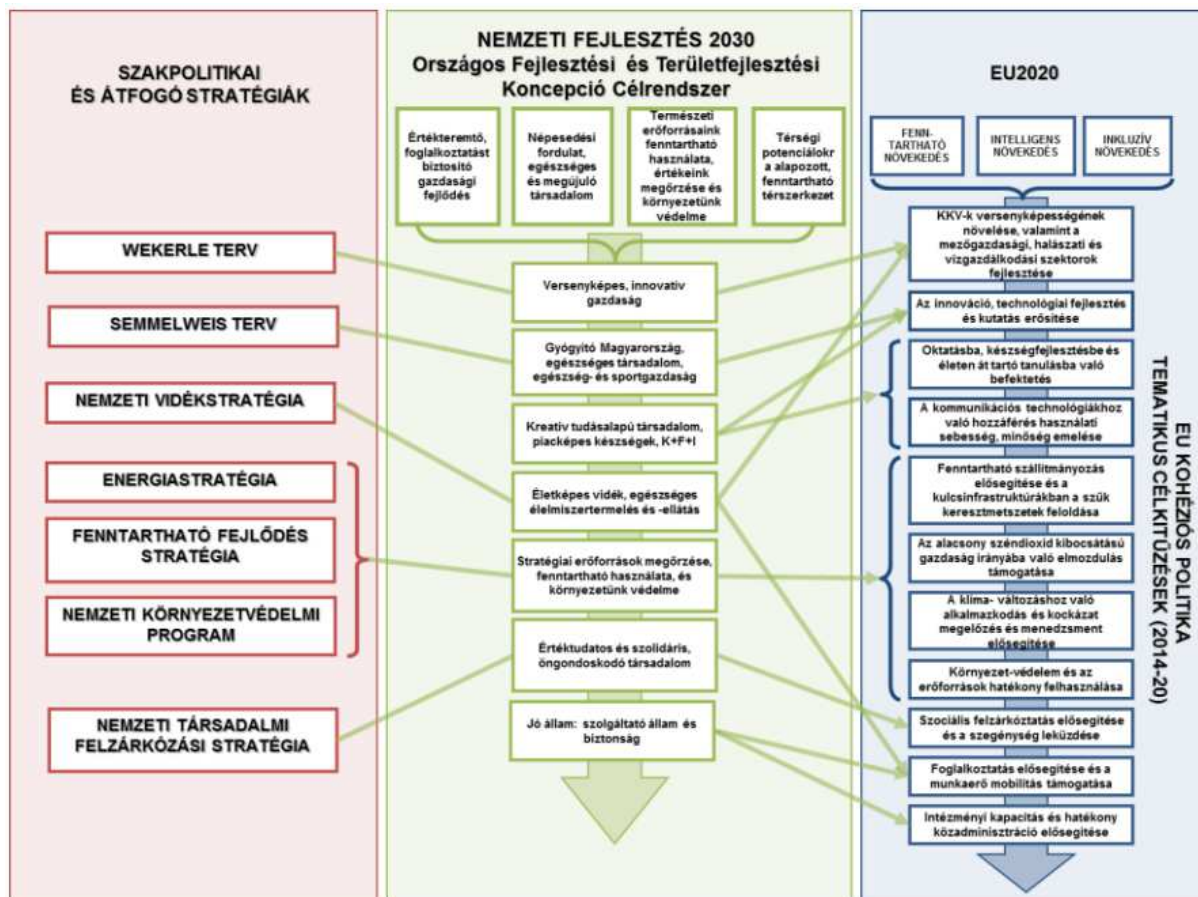 SZAKPOLITIKAI
ÉS ÁTFOGÓ STRATÉGIÁK
WEKERLE TERV
SEMMELWEIS TERV
NEMZETI VIDÉKSTRATÉGIA
ENERGIASTRATÉGIA
FENNTARTHATÓ FEJLŐDÉS
STRATÉGIA
NEMZETI KÖRNYEZETVÉDELMI
PROGRAM
NEMZETI TÁRSADALMI
FELZÁRKÓZÁSI STRATÉGIA
NEMZETI FEJLESZTÉS 2030
Országos Fejlesztési és Területfejlesztési
Koncepció Célrendszer
Értékteremtő,
foglalkoztatást
biztosító
gazdasági
fejlődés
Népesedési
fordulat,
egészséges
és megújuló
társadalom
Természeti
erőforrásaink
fenntartható
használata,
értékeink
megőrzése és
környezetünk
védelme
Térségi
potenciálokr
a alapozott,
fenntartható
térszerkezet
Versenyképes, innovatív
gazdaság
Gyógyító Magyarország,
egészséges társadalom,
egészség- és sportgazdaság
Kreatív tudásalapú társadalom,
piacképes készségek, K+F+I
Életképes vidék, egészséges
élelmiszertermelés és -ellátás
Stratégiai erőforrások megőrzése,
fenntartható használata, és
környezetünk védelme
Értéktudatos és szolidáris,
öngondoskodó társadalom
Jó állam: szolgáltató állam és
biztonság
EU2020
FENN-
TARTHATÓ
NÖVEKEDÉS
INTELLIGENS
NÖVEKEDÉS
INKLUZÍV
NÖVEKEDÉS
KKV-k versenyképességének
növelése, valamint a
mezőgazdasági, halászati és
vízgazdálkodási szektorok
fejlesztése
Az innováció, technológiai fejlesztés
és kutatás erősítése
Oktatásba, készségfejlesztésbe és
életen át tartó tanulásba való
befektetés
A kommunikációs technológiákhoz
való hozzáférés használati
sebesség, minőség emelése
Fenntartható szállítmányozás
elősegítése és a
kulcsinfrastruktúrákban a szűk
keresztmetszetek feloldása
Az alacsony széndioxid kibocsátású
gazdaság irányába való elmozdulás
támogatása
A klíma- változáshoz való
alkalmazkodás és kockázat
megelőzés és menedzsment
elősegítése
Környezet-védelem és az
erőforrások hatékony felhasználása
Szociális felzárkóztatás elősegítése
és a szegénység leküzdése
Foglalkoztatás elősegítése és a
munkaerő mobilitás támogatása
Intézményi kapacitás és hatékony
közadminisztráció elősegítése
EU KOHÉZIÓS POLITIKA
TEMATIKUS CÉLKITŰZÉSEK (2014-20)